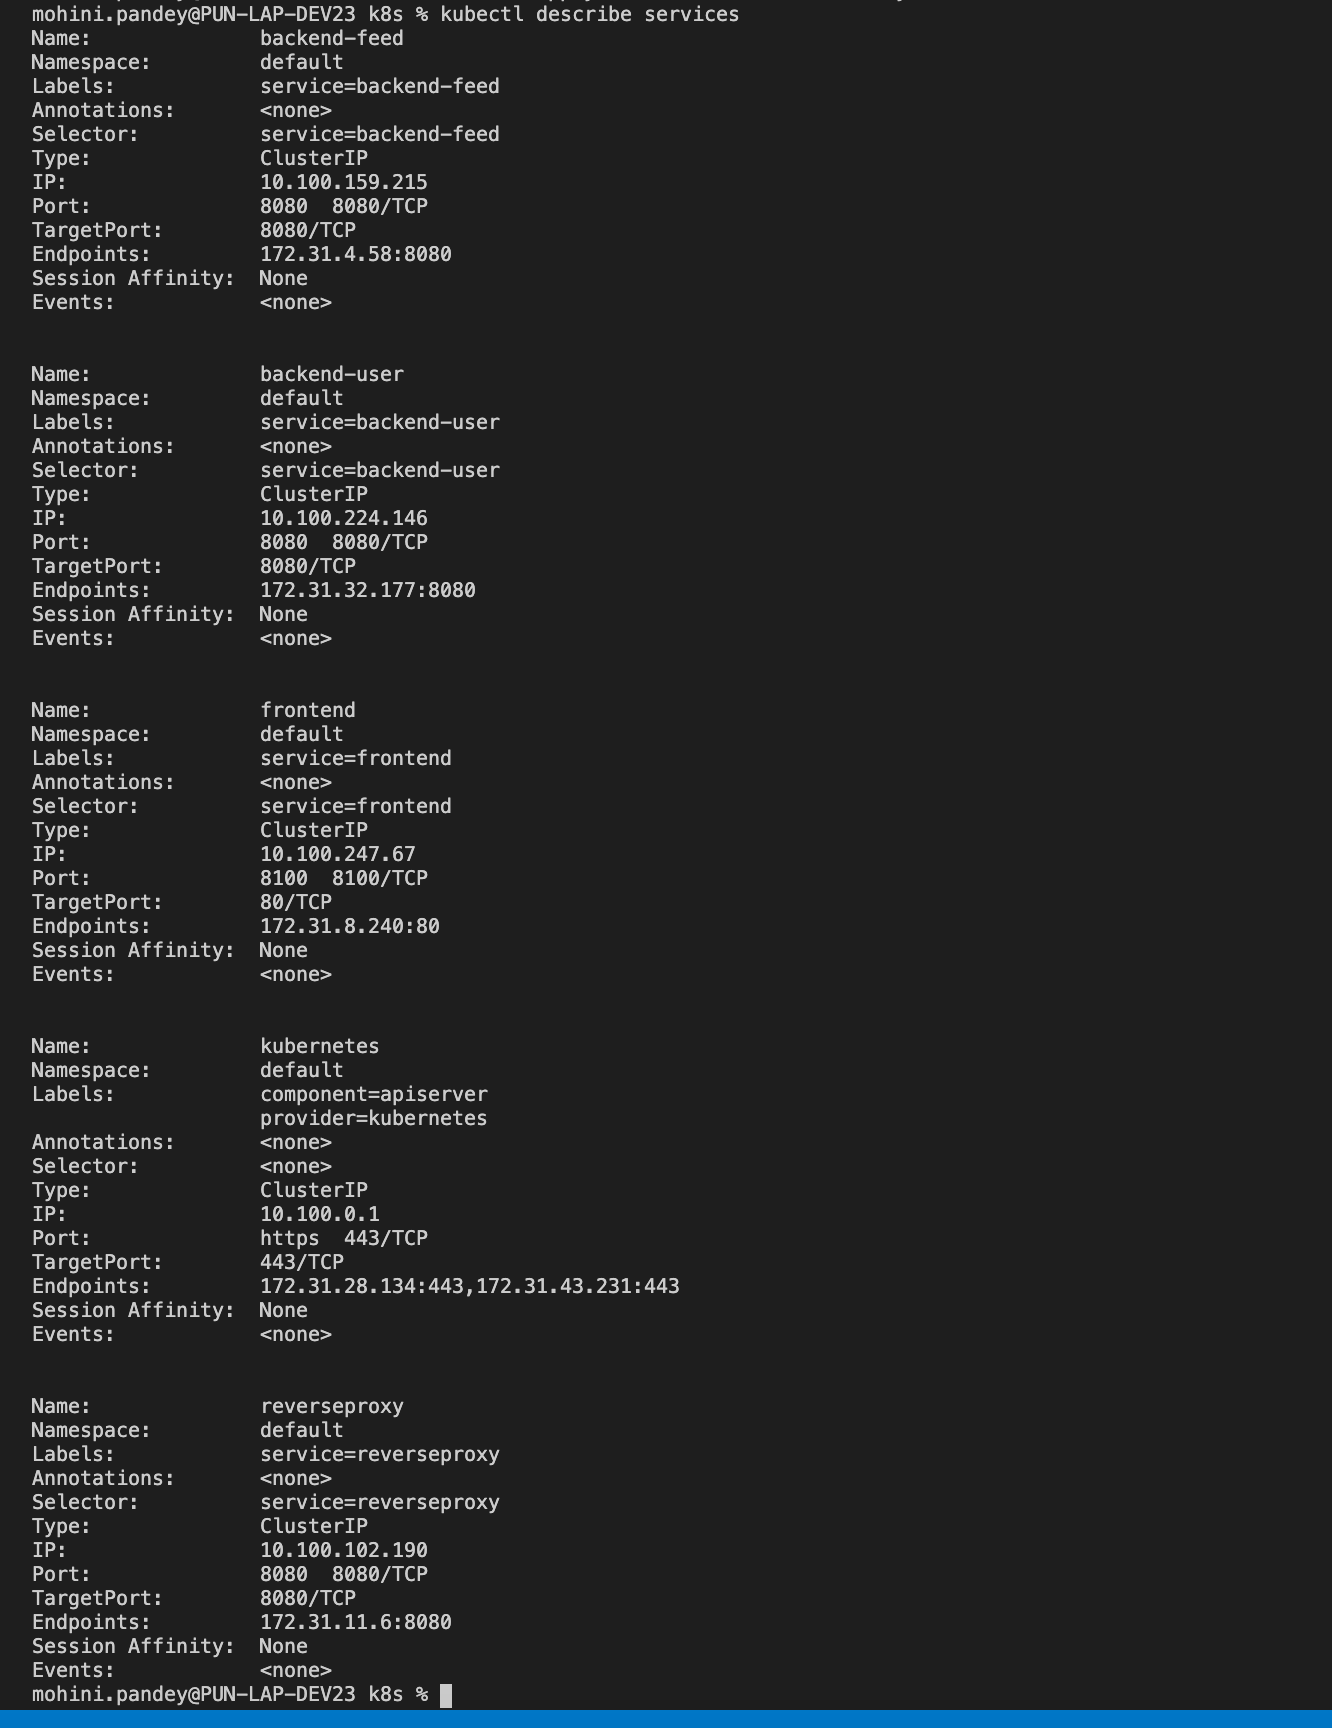 mohini.pandey@PUN-LAP-DEV23 k8s % kubectl describe services
Name:              backend-feed
Namespace:         default
Labels:            service=backend-feed
Annotations:       <none>
Selector:          service=backend-feed
Type:              ClusterIP
IP:                10.100.159.215
Port:              8080  8080/TCP
TargetPort:        8080/TCP
Endpoints:         172.31.4.58:8080
Session Affinity:  None
Events:            <none>

Name:              backend-user
Namespace:         default
Labels:            service=backend-user
Annotations:       <none>
Selector:          service=backend-user
Type:              ClusterIP
IP:                10.100.224.146
Port:              8080  8080/TCP
TargetPort:        8080/TCP
Endpoints:         172.31.32.177:8080
Session Affinity:  None
Events:            <none>

Name:              frontend
Namespace:         default
Labels:            service=frontend
Annotations:       <none>
Selector:          service=frontend
Type:              ClusterIP
IP:                10.100.247.67
Port:              8100  8100/TCP
TargetPort:        80/TCP
Endpoints:         172.31.8.240:80
Session Affinity:  None
Events:            <none>

Name:              kubernetes
Namespace:         default
Labels:            component=apiserver
                   provider=kubernetes
Annotations:       <none>
Selector:          <none>
Type:              ClusterIP
IP:                10.100.0.1
Port:              https  443/TCP
TargetPort:        443/TCP
Endpoints:         172.31.28.134:443,172.31.43.231:443
Session Affinity:  None
Events:            <none>

Name:              reverseproxy
Namespace:         default
Labels:            service=reverseproxy
Annotations:       <none>
Selector:          service=reverseproxy
Type:              ClusterIP
IP:                10.100.102.190
Port:              8080  8080/TCP
TargetPort:        8080/TCP
Endpoints:         172.31.11.6:8080
Session Affinity:  None
Events:            <none>
mohini.pandey@PUN-LAP-DEV23 k8s %